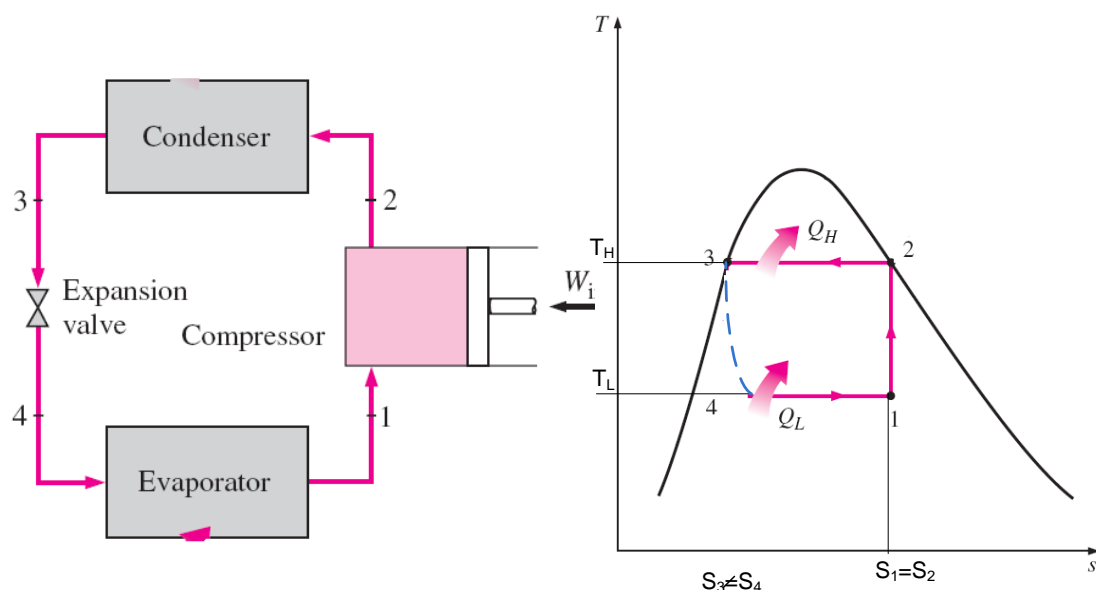 Condenser
3
2
Expansion
valve
Compressor
W_i
4
1
Evaporator
T
T_H
3
Q_H
2
T_L
4
Q_L
1
s
S_3≠S_4
S_1=S_2